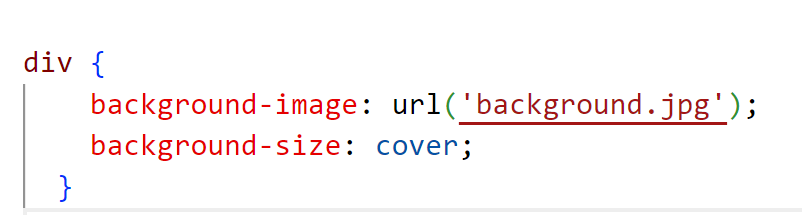 div {
    background-image: url('background.jpg');
    background-size: cover;
  }